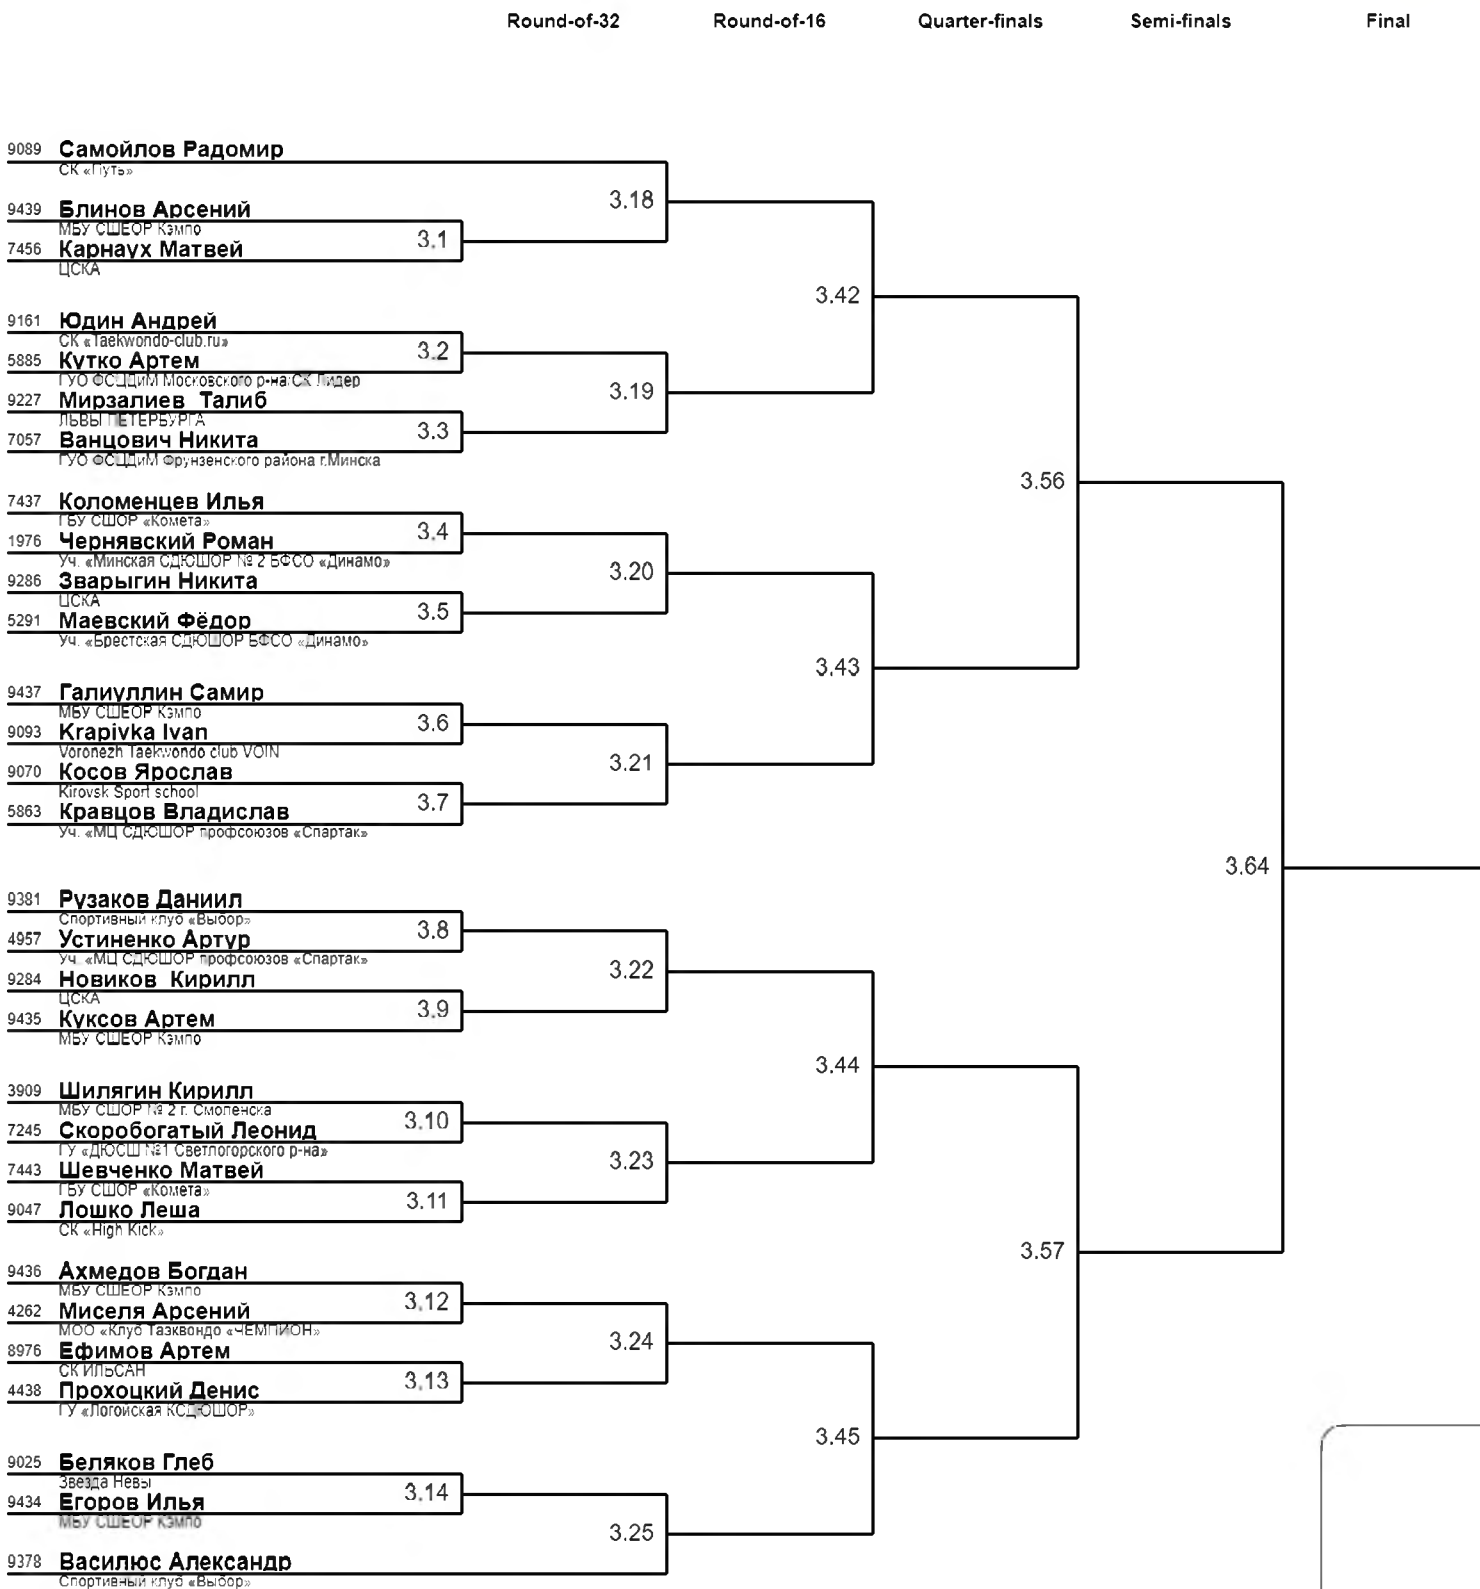 Round-of-32 Round-of-16 Quarter-finals Semi-finals Final
9089 Самойлов Радомир
СК «Путь»
3.18
9439 Блинов Арсений
МБУ СШЕОР Кэмпо
3.1
7456 Карнаух Матвей
ЦСКА
3.42
9161 Юдин Андрей
СК «Taekwondo-club.ru»
3.2
5885 Кутко Артем
ГУО ФСЦДиМ Московского р-на/СК Лидер
3.19
9227 Мирзалиев Талиб
ЛЬВЫ ПЕТЕРБУРГА
3.3
7057 Ванцович Никита
ГУО ФСЦДиМ Фрунзенского района г.Минска
3.56
7437 Коломенцев Илья
ГБУ СШОР «Комета»
3.4
1976 Чернявский Роман
Уч. «Минская СДЮШОР № 2 БФСО «Динамо»
3.20
9286 Зварыгин Никита
ЦСКА
3.5
5291 Маевский Фёдор
Уч. «Брестская СДЮШОР БФСО «Динамо»
3.43
9437 Галиуллин Самир
МБУ СШЕОР Кэмпо
3.6
9093 Krapivka Ivan
Voronezh Taekwondo club VOIN
3.21
9070 Косов Ярослав
Kirovsk Sport school
3.7
5863 Кравцов Владислав
Уч. «МЦ СДЮШОР профсоюзов «Спартак»
3.64
9381 Рузаков Даниил
Спортивный клуб «Выбор»
3.8
4957 Устиненко Артур
Уч. «МЦ СДЮШОР профсоюзов «Спартак»
3.22
9284 Новиков Кирилл
ЦСКА
3.9
9435 Куксов Артем
МБУ СШЕОР Кэмпо
3.44
3909 Шилягин Кирилл
МБУ СШОР № 2 г. Смоленска
3.10
7245 Скоробогатый Леонид
ГУ «ДЮСШ №1 Светлогорского р-на»
3.23
7443 Шевченко Матвей
ГБУ СШОР «Комета»
3.11
9047 Лошко Леша
СК «High Kick»
3.57
9436 Ахмедов Богдан
МБУ СШЕОР Кэмпо
3.12
4262 Миселя Арсений
МОО «Клуб Таэквондо «ЧЕМПИОН»
3.24
8976 Ефимов Артем
СК ИЛЬСАН
3.13
4438 Прохоцкий Денис
ГУ «Логойская КСДЮШОР»
3.45
9025 Беляков Глеб
Звезда Невы
3.14
9434 Егоров Илья
МБУ СШЕОР Кэмпо
3.25
9378 Василюс Александр
Спортивный клуб «Выбор»